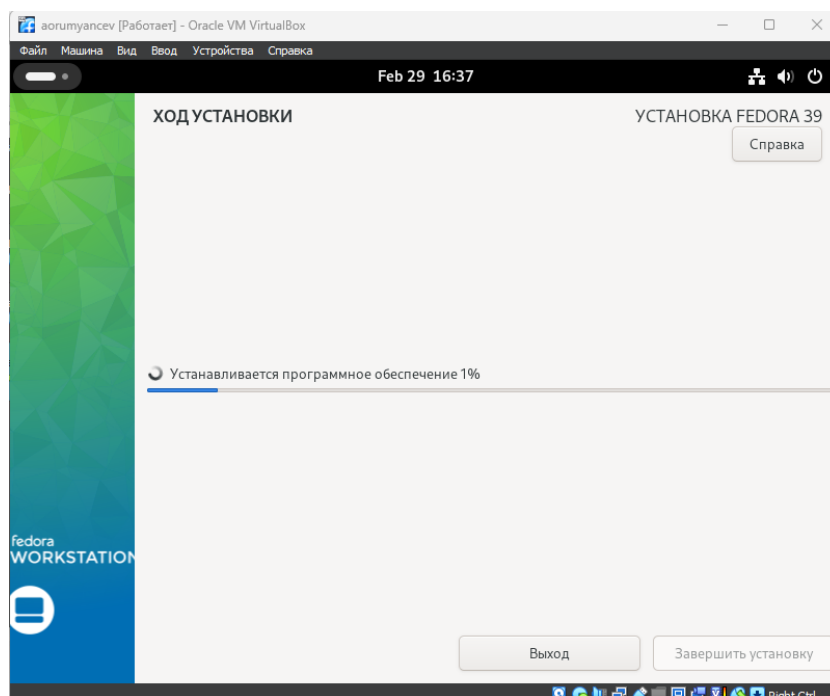 aorumyancev [Работает] - Oracle VM VirtualBox
Файл Машина Вид Ввод Устройства Справка
Feb 29 16:37
ХОД УСТАНОВКИ
УСТАНОВКА FEDORA 39
Справка
Устанавливается программное обеспечение 1%
fedora
WORKSTATION
Выход
Завершить установку
Right Ctrl